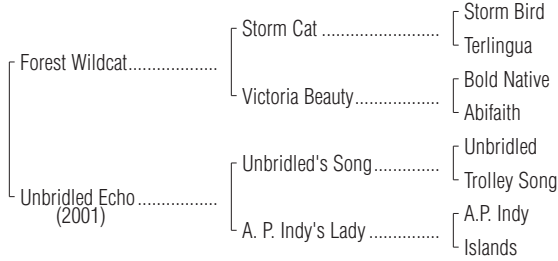 Storm Bird
Storm Cat ......................
Terlingua
Forest Wildcat.................
Bold Native
Victoria Beauty................
Abifaith
Unbridled
Unbridled's Song.............
Trolley Song
Unbridled Echo...............
(2001)
A.P. Indy
A. P. Indy's Lady .............
Islands